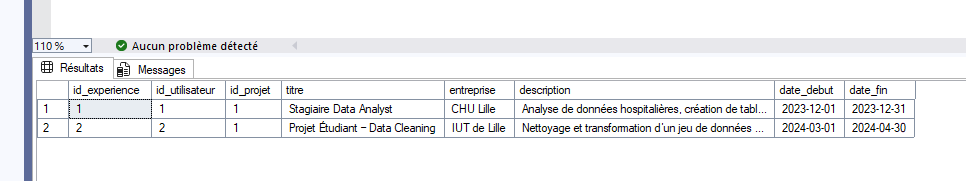 110 %
Aucun problème détecté
Résultats Messages
id_experience id_utilisateur id_projet titre entreprise description date_debut date_fin
1 1 1 1 Stagiaire Data Analyst CHU Lille Analyse de données hospitalières, création de tabl... 2023-12-01 2023-12-31
2 2 2 1 Projet Étudiant – Data Cleaning IUT de Lille Nettoyage et transformation d'un jeu de données ... 2024-03-01 2024-04-30